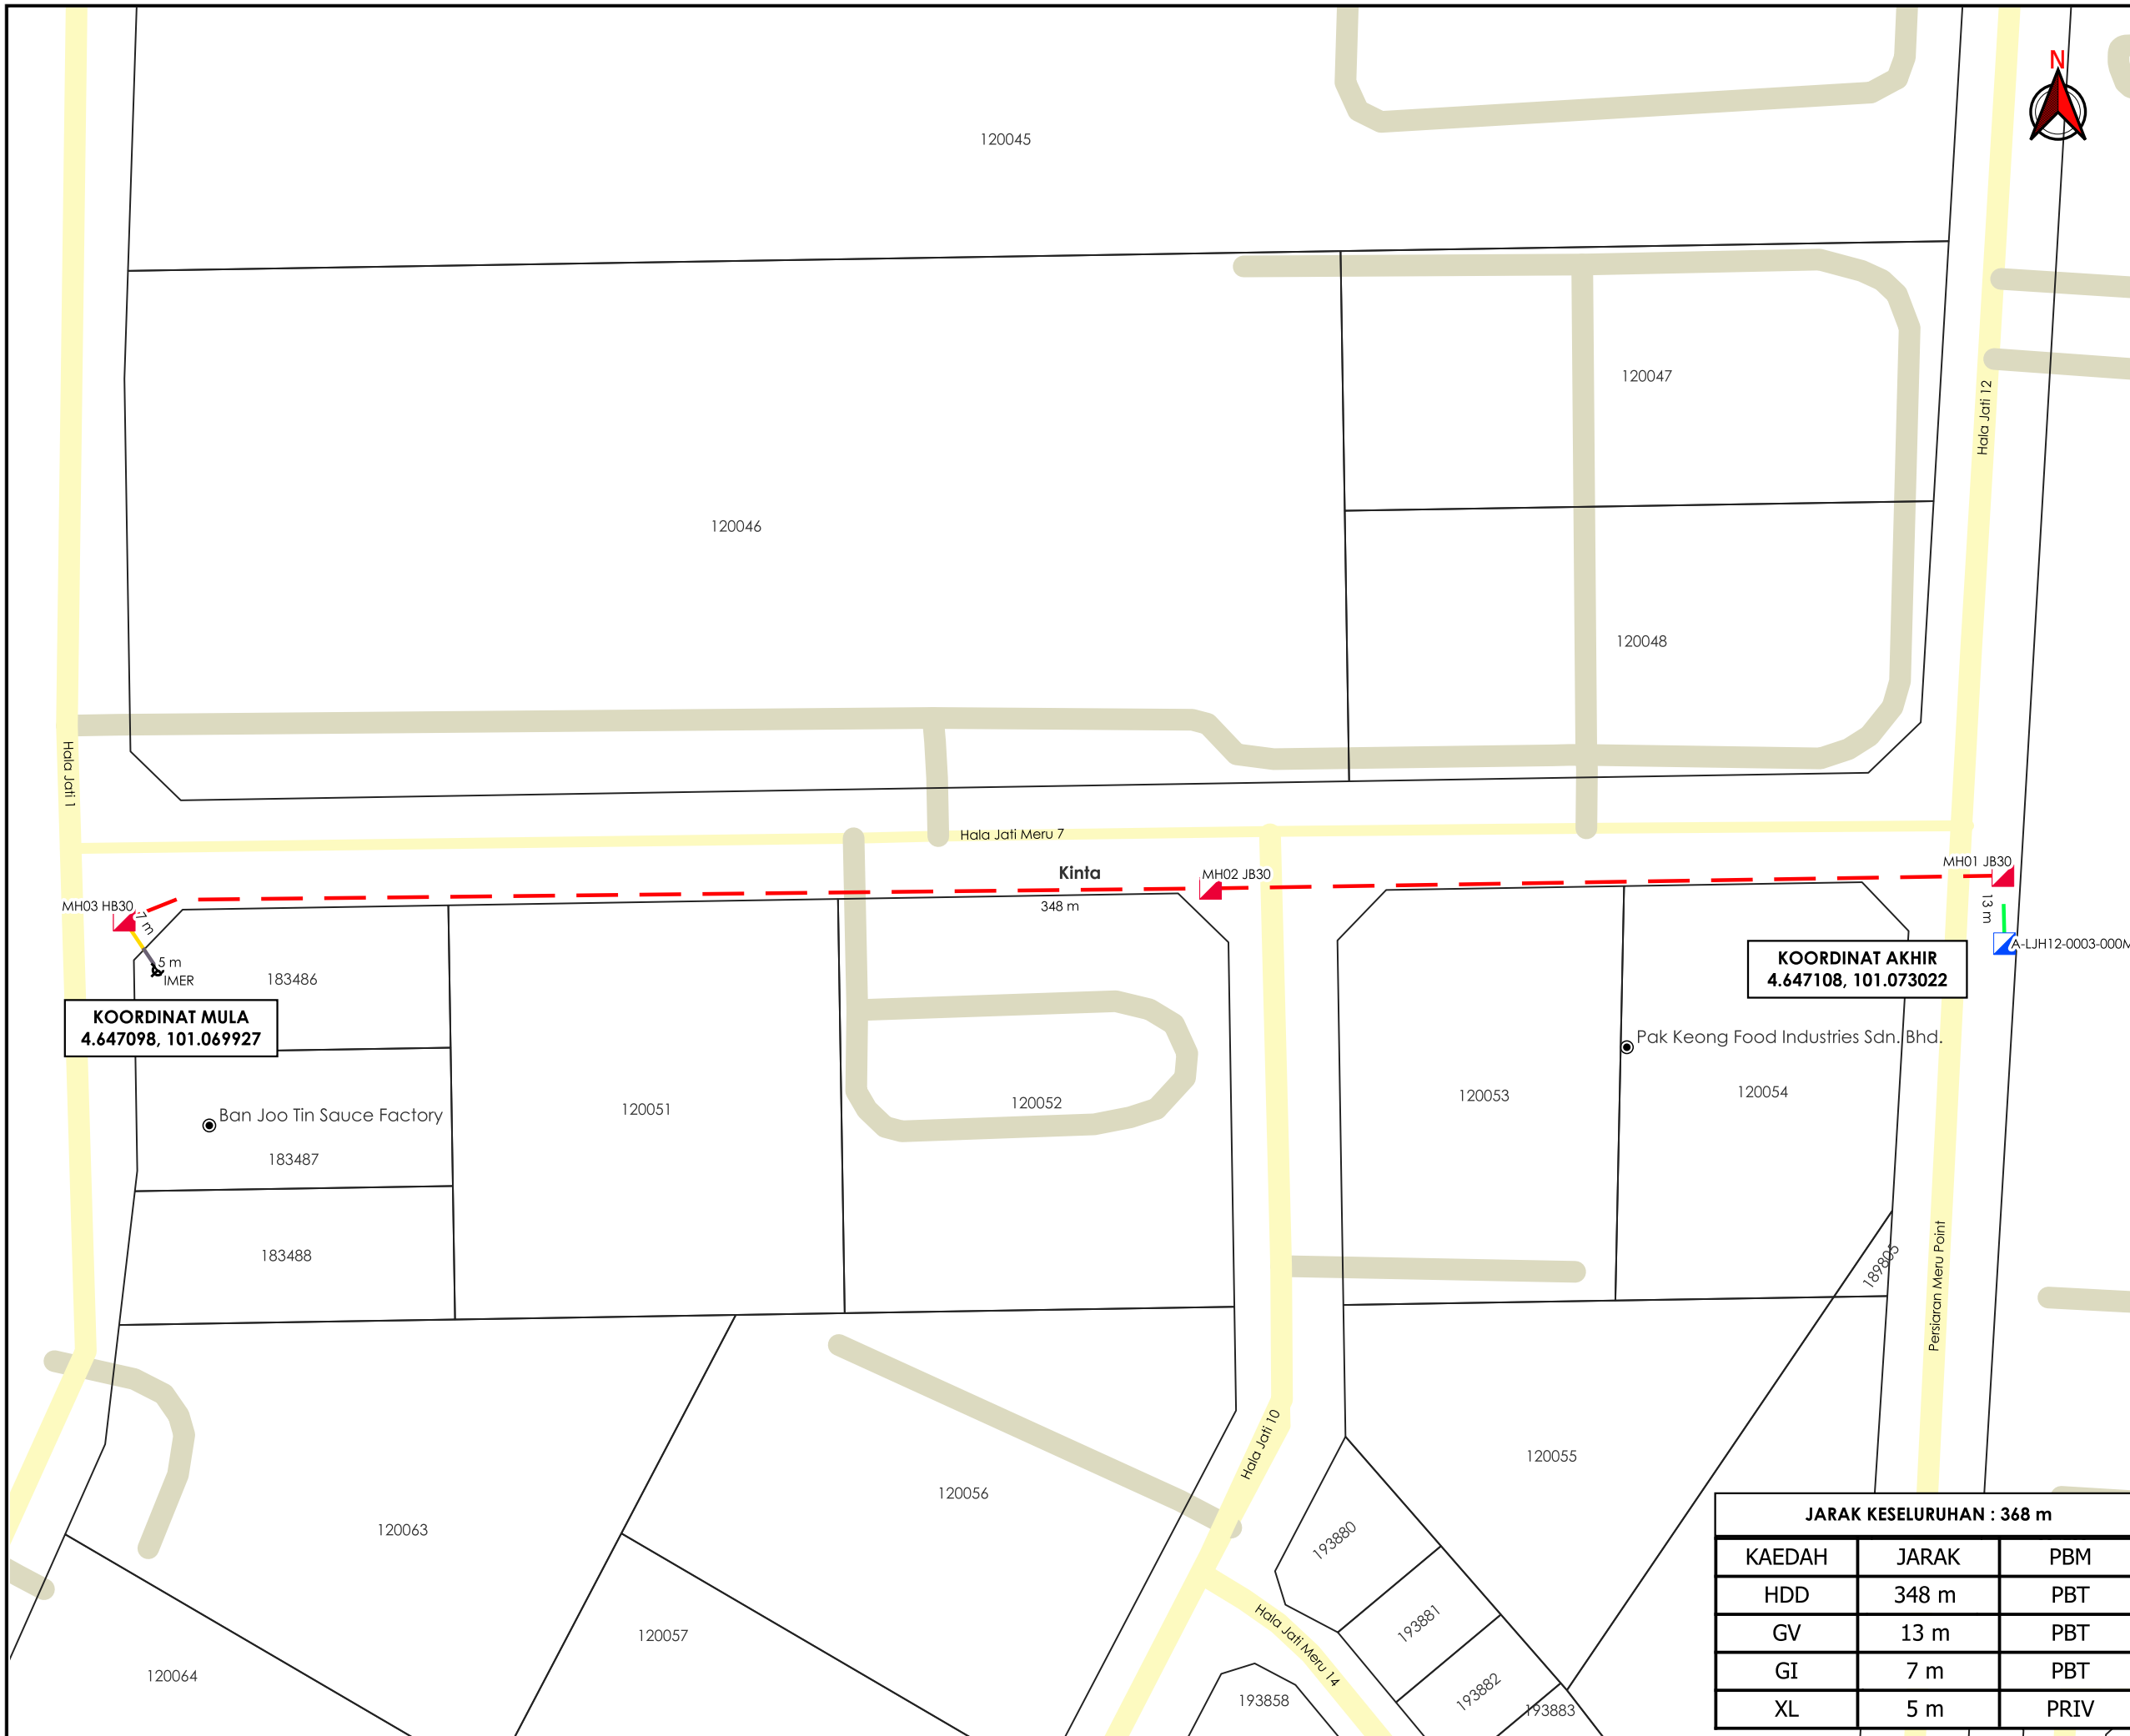 N
120045
Hala Jati 12
120047
120046
120048
Hala Jati 1
Hala Jati Meru 7
Kinta
MH02 JB30
MH01 JB30
MH03 HB30
7 m
348 m
13 m
A-LJH12-0003-000M
5 m
IMER
183486
KOORDINAT MULA
4.647098, 101.069927
KOORDINAT AKHIR
4.647108, 101.073022
Pak Keong Food Industries Sdn. Bhd.
Ban Joo Tin Sauce Factory
120051
120052
120053
120054
183487
183488
189805
Persiaran Meru Point
Hala Jati 10
120055
120056
120063
193880
193881
193882
193883
Hala Jati Meru 14
120057
120064
193858
JARAK KESELURUHAN : 368 m
KAEDAH JARAK PBM
HDD 348 m PBT
GV 13 m PBT
GI 7 m PBT
XL 5 m PRIV